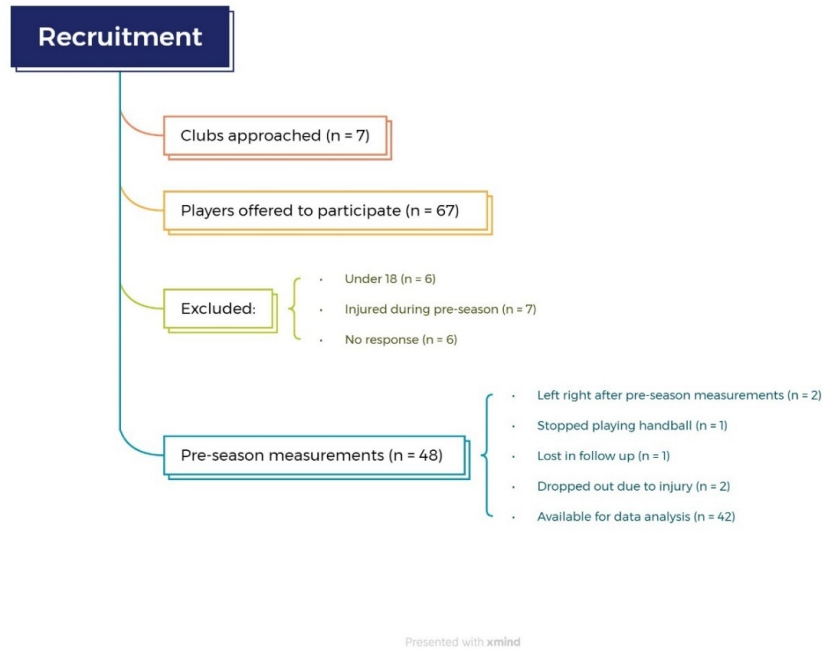 Recruitment
Clubs approached (n = 7)
Players offered to participate (n = 67)
Excluded:
· Under 18 (n = 6)
· Injured during pre-season (n = 7)
· No response (n = 6)
Pre-season measurements (n = 48)
· Left right after pre-season measurements (n = 2)
· Stopped playing handball (n = 1)
· Lost in follow up (n = 1)
· Dropped out due to injury (n = 2)
· Available for data analysis (n = 42)
Presented with xmind